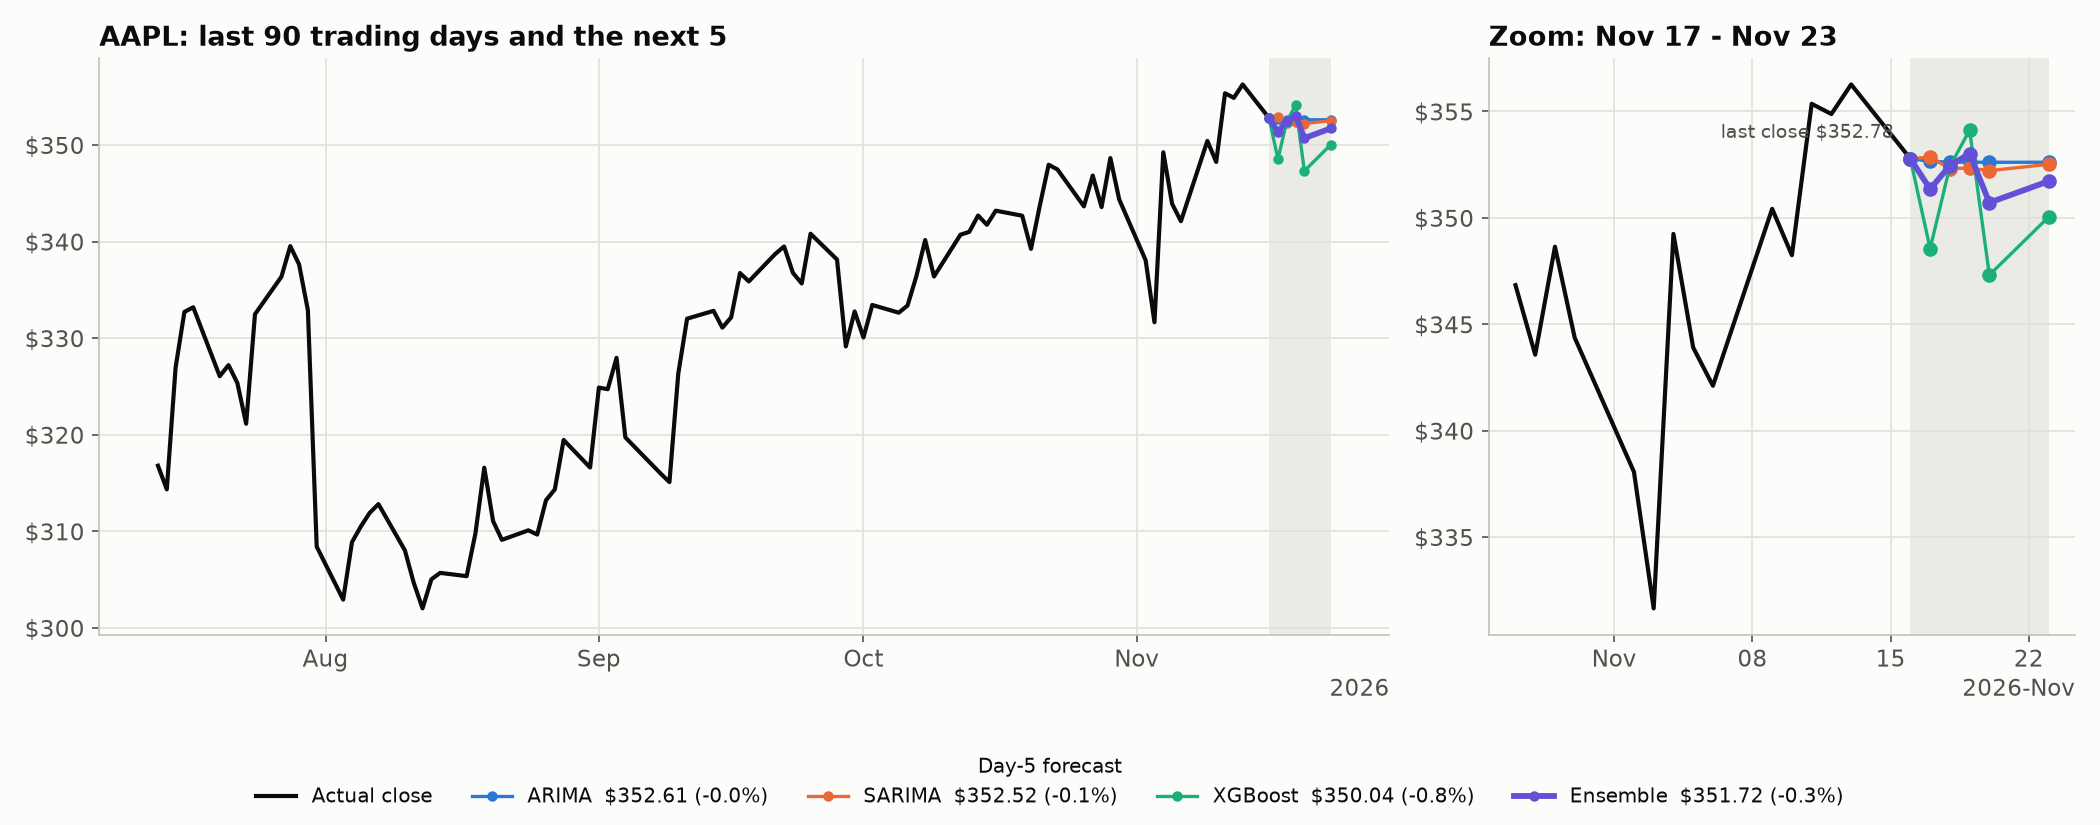 AAPL: last 90 trading days and the next 5
$350
$340
$330
$320
$310
$300
Aug Sep Oct Nov
2026
Zoom: Nov 17 - Nov 23
last close $352.78
$355
$350
$345
$340
$335
Nov 08 15 22
2026-Nov
Day-5 forecast
Actual close ARIMA $352.61 (-0.0%) SARIMA $352.52 (-0.1%) XGBoost $350.04 (-0.8%) Ensemble $351.72 (-0.3%)